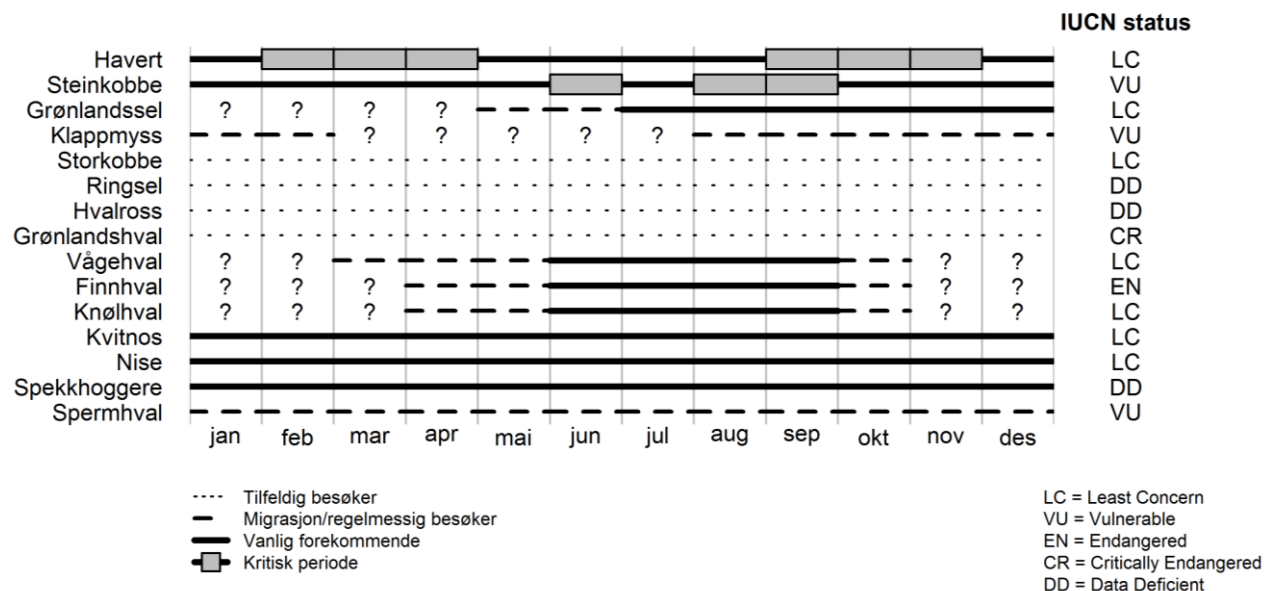 IUCN status
Havert LC
Steinkobbe VU
Grønlandssel ? ? ? ? LC
Klappmyss ? ? ? ? ? VU
Storkobbe LC
Ringsel DD
Hvalross DD
Grønlandshval CR
Vågehval ? ? ? ? LC
Finnhval ? ? ? ? ? EN
Knølhval ? ? ? ? ? LC
Kvitnos LC
Nise LC
Spekkhoggere DD
Spermhval VU
jan feb mar apr mai jun jul aug sep okt nov des
Tilfeldig besøker
Migrasjon/regelmessig besøker
Vanlig forekommende
Kritisk periode
LC = Least Concern
VU = Vulnerable
EN = Endangered
CR = Critically Endangered
DD = Data Deficient